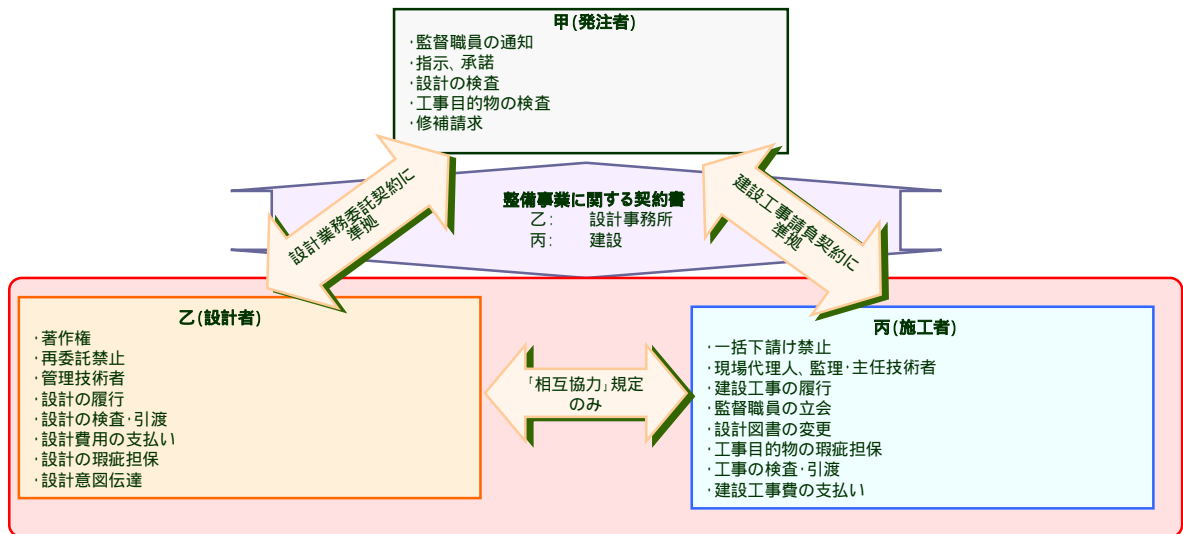 甲(発注者)
･監督職員の通知
･指示、承諾
･設計の検査
･工事目的物の検査
･修補請求
設計業務委託契約に
準拠
整備事業に関する契約書
乙: 設計事務所
丙: 建設
建設工事請負契約に
準拠
乙(設計者)
･著作権
･再委託禁止
･管理技術者
･設計の履行
･設計の検査･引渡
･設計費用の支払い
･設計の瑕疵担保
･設計意図伝達
｢相互協力｣規定
のみ
丙(施工者)
･一括下請け禁止
･現場代理人、監理･主任技術者
･建設工事の履行
･監督職員の立会
･設計図書の変更
･工事目的物の瑕疵担保
･工事の検査･引渡
･建設工事費の支払い